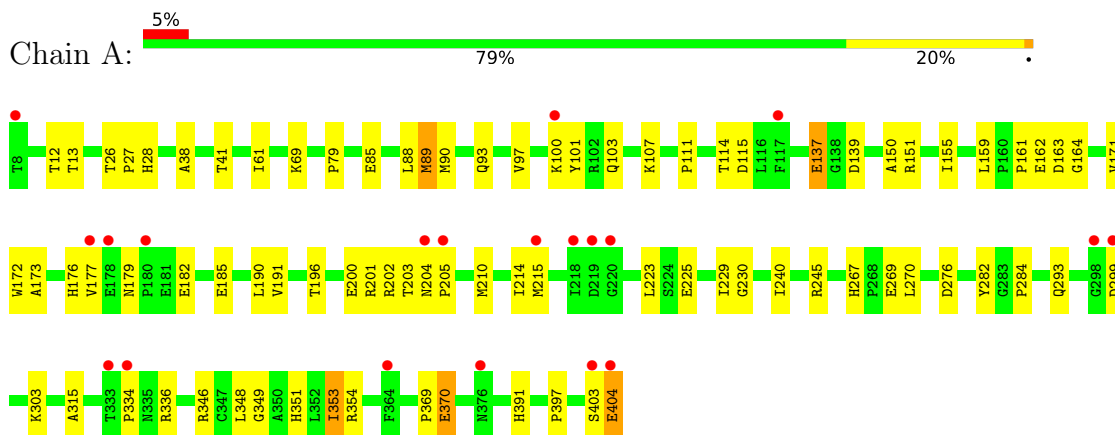 5%
Chain A:
79% 20% •
T8 T12 T13 T26 P27 H28 A38 T41 I61 K69 P79 E85 L88 M89 M90 Q93 V97 K100 Y101 R102 Q103 K107 P111 T114 D115 L116 F117 E137 G138 D139 A150 R151 I155 L159 P160 P161 E162 D163 G164
W172 A173 H176 V177 E178 N179 P180 E181 E182 E185 L190 V191 T196 E200 R201 R202 T203 N204 P205 M210 I214 M215 I218 D219 G220 L223 S224 E225 I229 G230 I240 R245 H267 P268 E269 L270 D276 Y282 G283 P284 Q293 G298
K303 A315 T333 P334 N335 R336 R346 C347 L348 G349 A350 H351 L352 I353 R354 F364 P369 E370 N376 H391 P397 S403 E404